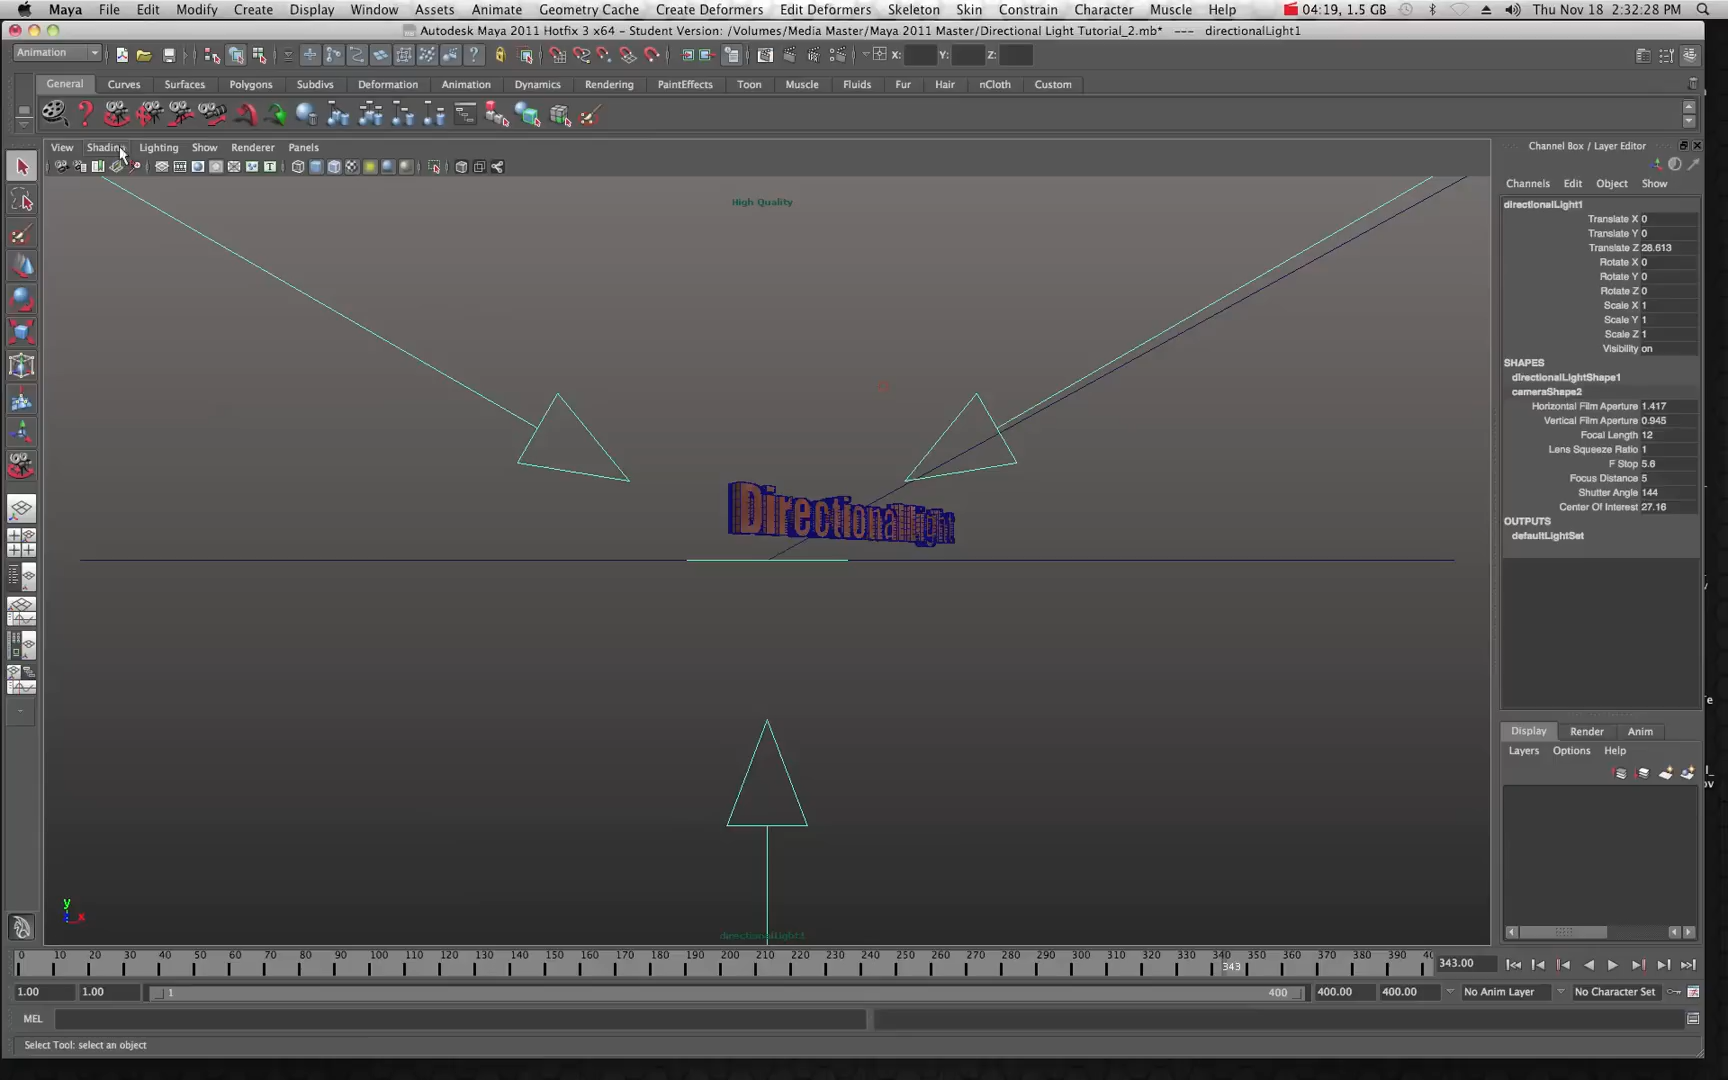 Maya File Edit Modify Create Display Window Assets Animate Geometry Cache Create Deformers Edit Deformers Skeleton Skin Constrain Character Muscle Help 04:19, 1.5 GB Thu Nov 18 2:32:28 PM
Autodesk Maya 2011 Hotfix 3 x64 - Student Version: /Volumes/Media Master/Maya 2011 Master/Directional Light Tutorial_2.mb* --- directionalLight1
Animation X: Y: Z:
General Curves Surfaces Polygons Subdivs Deformation Animation Dynamics Rendering PaintEffects Toon Muscle Fluids Fur Hair nCloth Custom
View Shading Lighting Show Renderer Panels
High Quality
Directionallight
directionalLight3
y
x
Channel Box / Layer Editor
Channels Edit Object Show
directionalLight1
Translate X 0
Translate Y 0
Translate Z 28.613
Rotate X 0
Rotate Y 0
Rotate Z 0
Scale X 1
Scale Y 1
Scale Z 1
Visibility on
SHAPES
directionalLightShape1
cameraShape2
Horizontal Film Aperture 1.417
Vertical Film Aperture 0.945
Focal Length 12
Lens Squeeze Ratio 1
F Stop 5.6
Focus Distance 5
Shutter Angle 144
Center Of Interest 27.16
OUTPUTS
defaultLightSet
Display Render Anim
Layers Options Help
0 10 20 30 40 50 60 70 80 90 100 110 120 130 140 150 160 170 180 190 200 210 220 230 240 250 260 270 280 290 300 310 320 330 340 350 360 370 380 390 40
343 343.00
1.00 1.00 1 400 400.00 400.00 No Anim Layer No Character Set
MEL
Select Tool: select an object